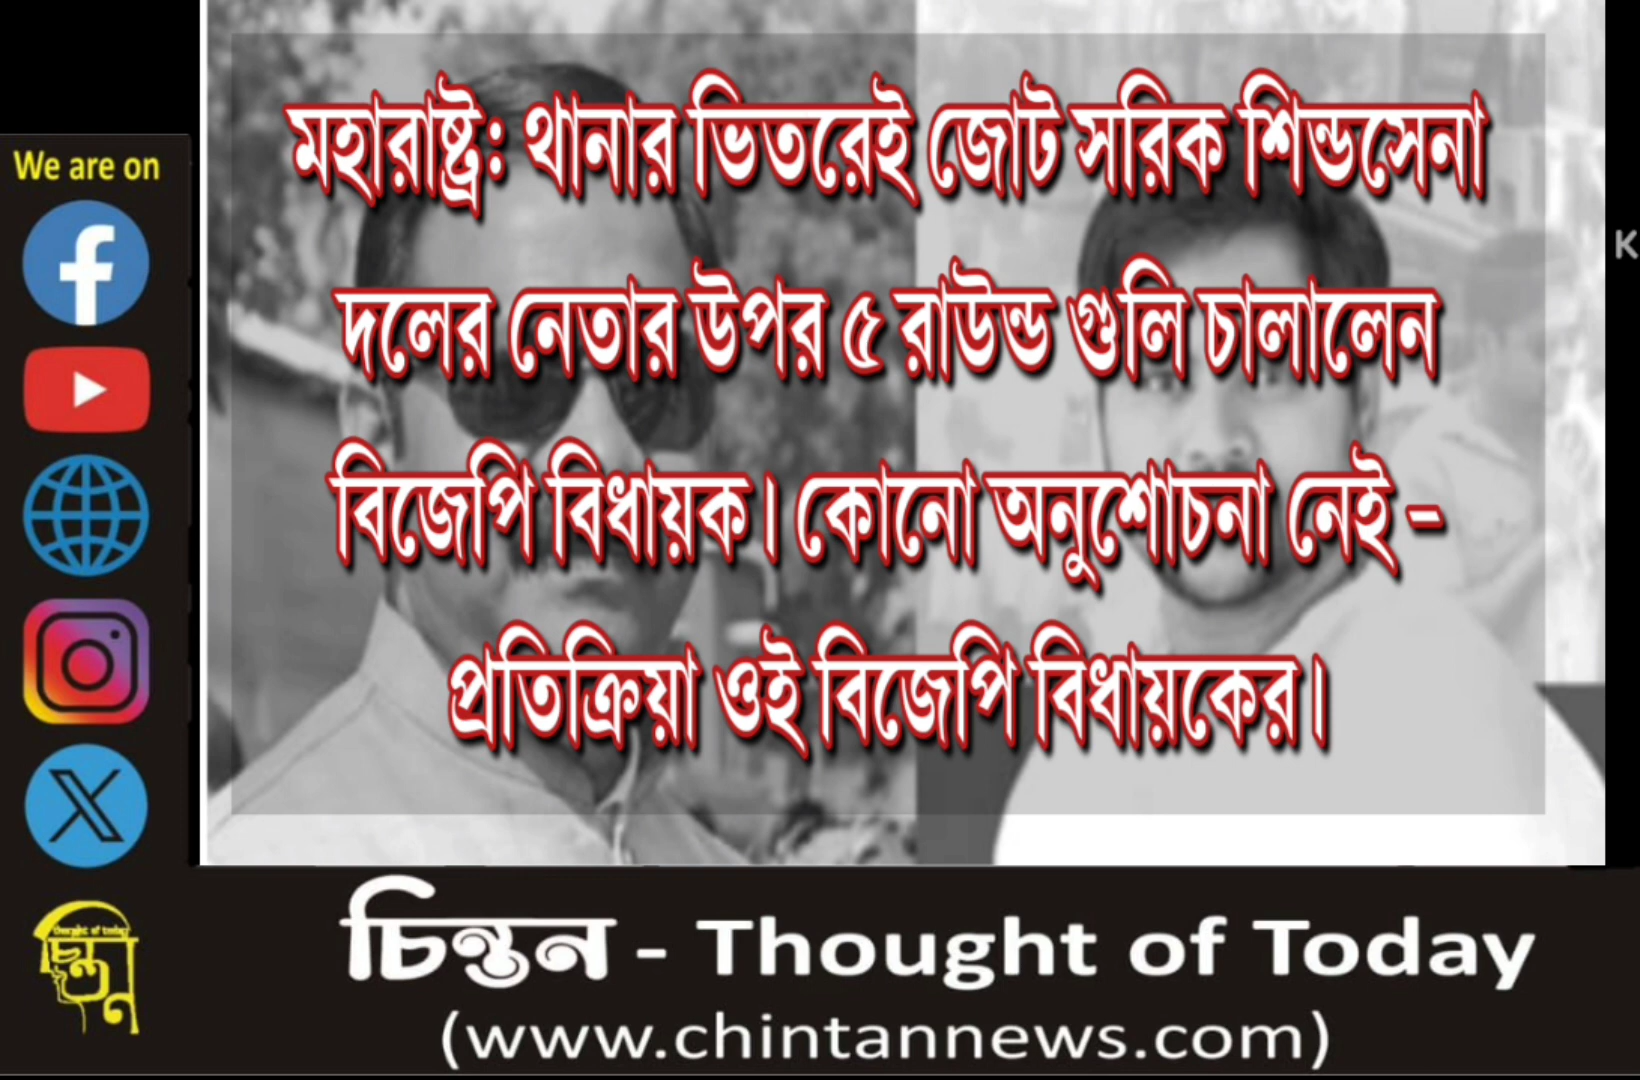 We are on
মহারাষ্ট্র: থানার ভিতরেই জোট সরিক শিন্ডসেনা
দলের নেতার উপর ৫ রাউন্ড গুলি চালালেন
বিজেপি বিধায়ক। কোনো অনুশোচনা নেই -
প্রতিক্রিয়া ওই বিজেপি বিধায়কের।
K
চিন্তন - Thought of Today
(www.chintannews.com)